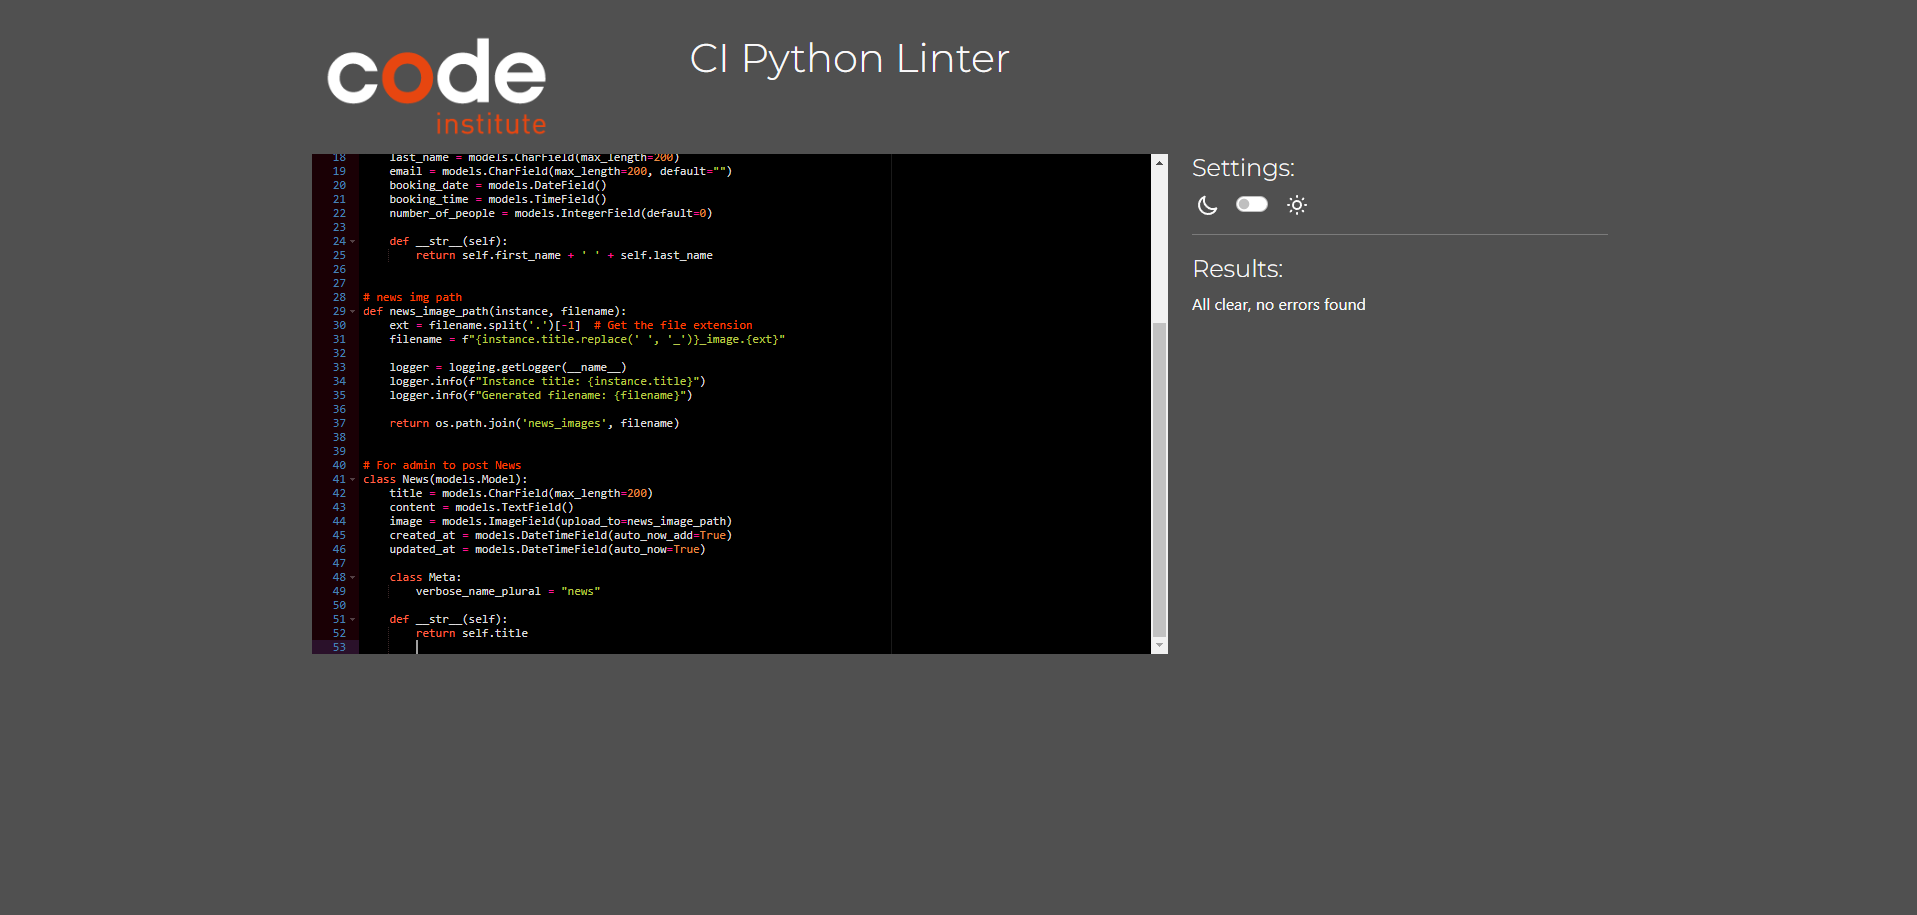 code
institute
CI Python Linter
18 last_name = models.CharField(max_length=200)
19 email = models.CharField(max_length=200, default="")
20 booking_date = models.DateField()
21 booking_time = models.TimeField()
22 number_of_people = models.IntegerField(default=0)
23
24 def __str__(self):
25 return self.first_name + ' ' + self.last_name
26
27
28 # news img path
29 def news_image_path(instance, filename):
30 ext = filename.split('.')[-1]  # Get the file extension
31 filename = f"{instance.title.replace(' ', '_')}_image.{ext}"
32
33 logger = logging.getLogger(__name__)
34 logger.info(f"Instance title: {instance.title}")
35 logger.info(f"Generated filename: {filename}")
36
37 return os.path.join('news_images', filename)
38
39
40 # For admin to post News
41 class News(models.Model):
42 title = models.CharField(max_length=200)
43 content = models.TextField()
44 image = models.ImageField(upload_to=news_image_path)
45 created_at = models.DateTimeField(auto_now_add=True)
46 updated_at = models.DateTimeField(auto_now=True)
47
48 class Meta:
49 verbose_name_plural = "news"
50
51 def __str__(self):
52 return self.title
53
Settings:
Results:
All clear, no errors found